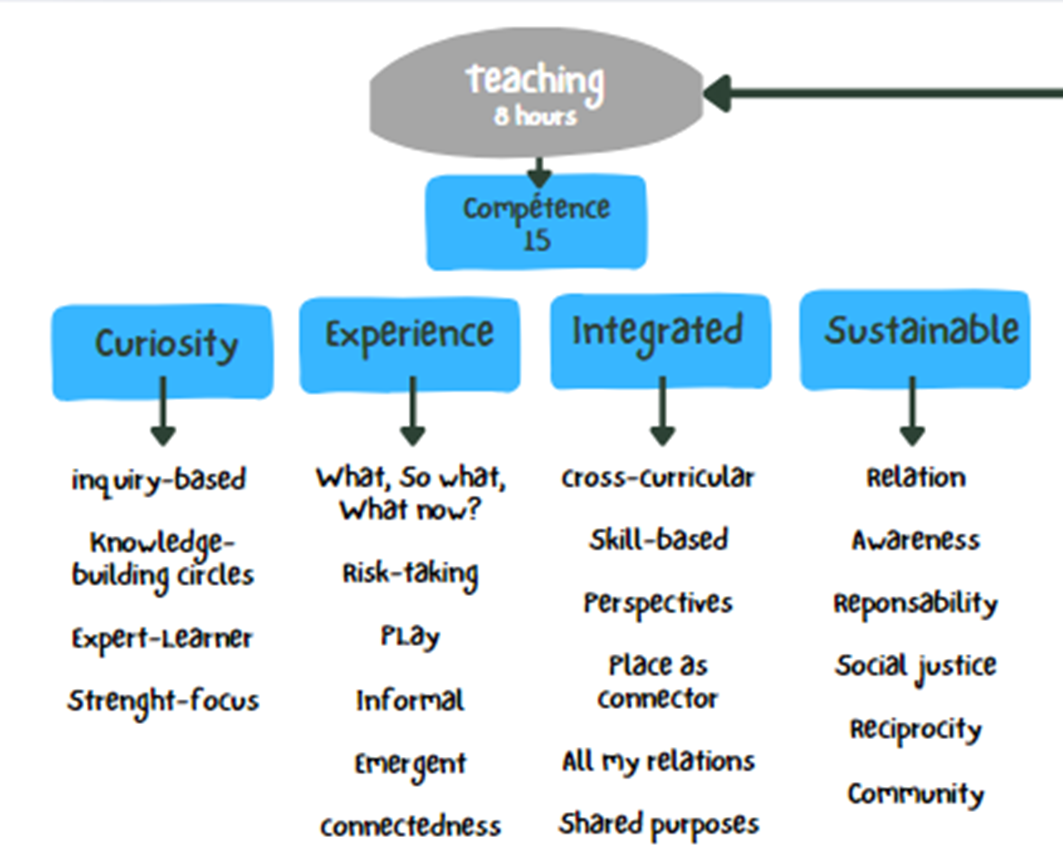 teaching
8 hours
Compétence
15
Curiosity
inquiry-based
Knowledge-
building circles
Expert-Learner
Strenght-focus
Experience
What, So what,
What now?
Risk-taking
PLay
Informal
Emergent
connectedness
Integrated
cross-curricular
Skill-based
Perspectives
Place as
connector
All my relations
Shared purposes
Sustainable
Relation
Awareness
Reponsability
Social justice
Reciprocity
Community